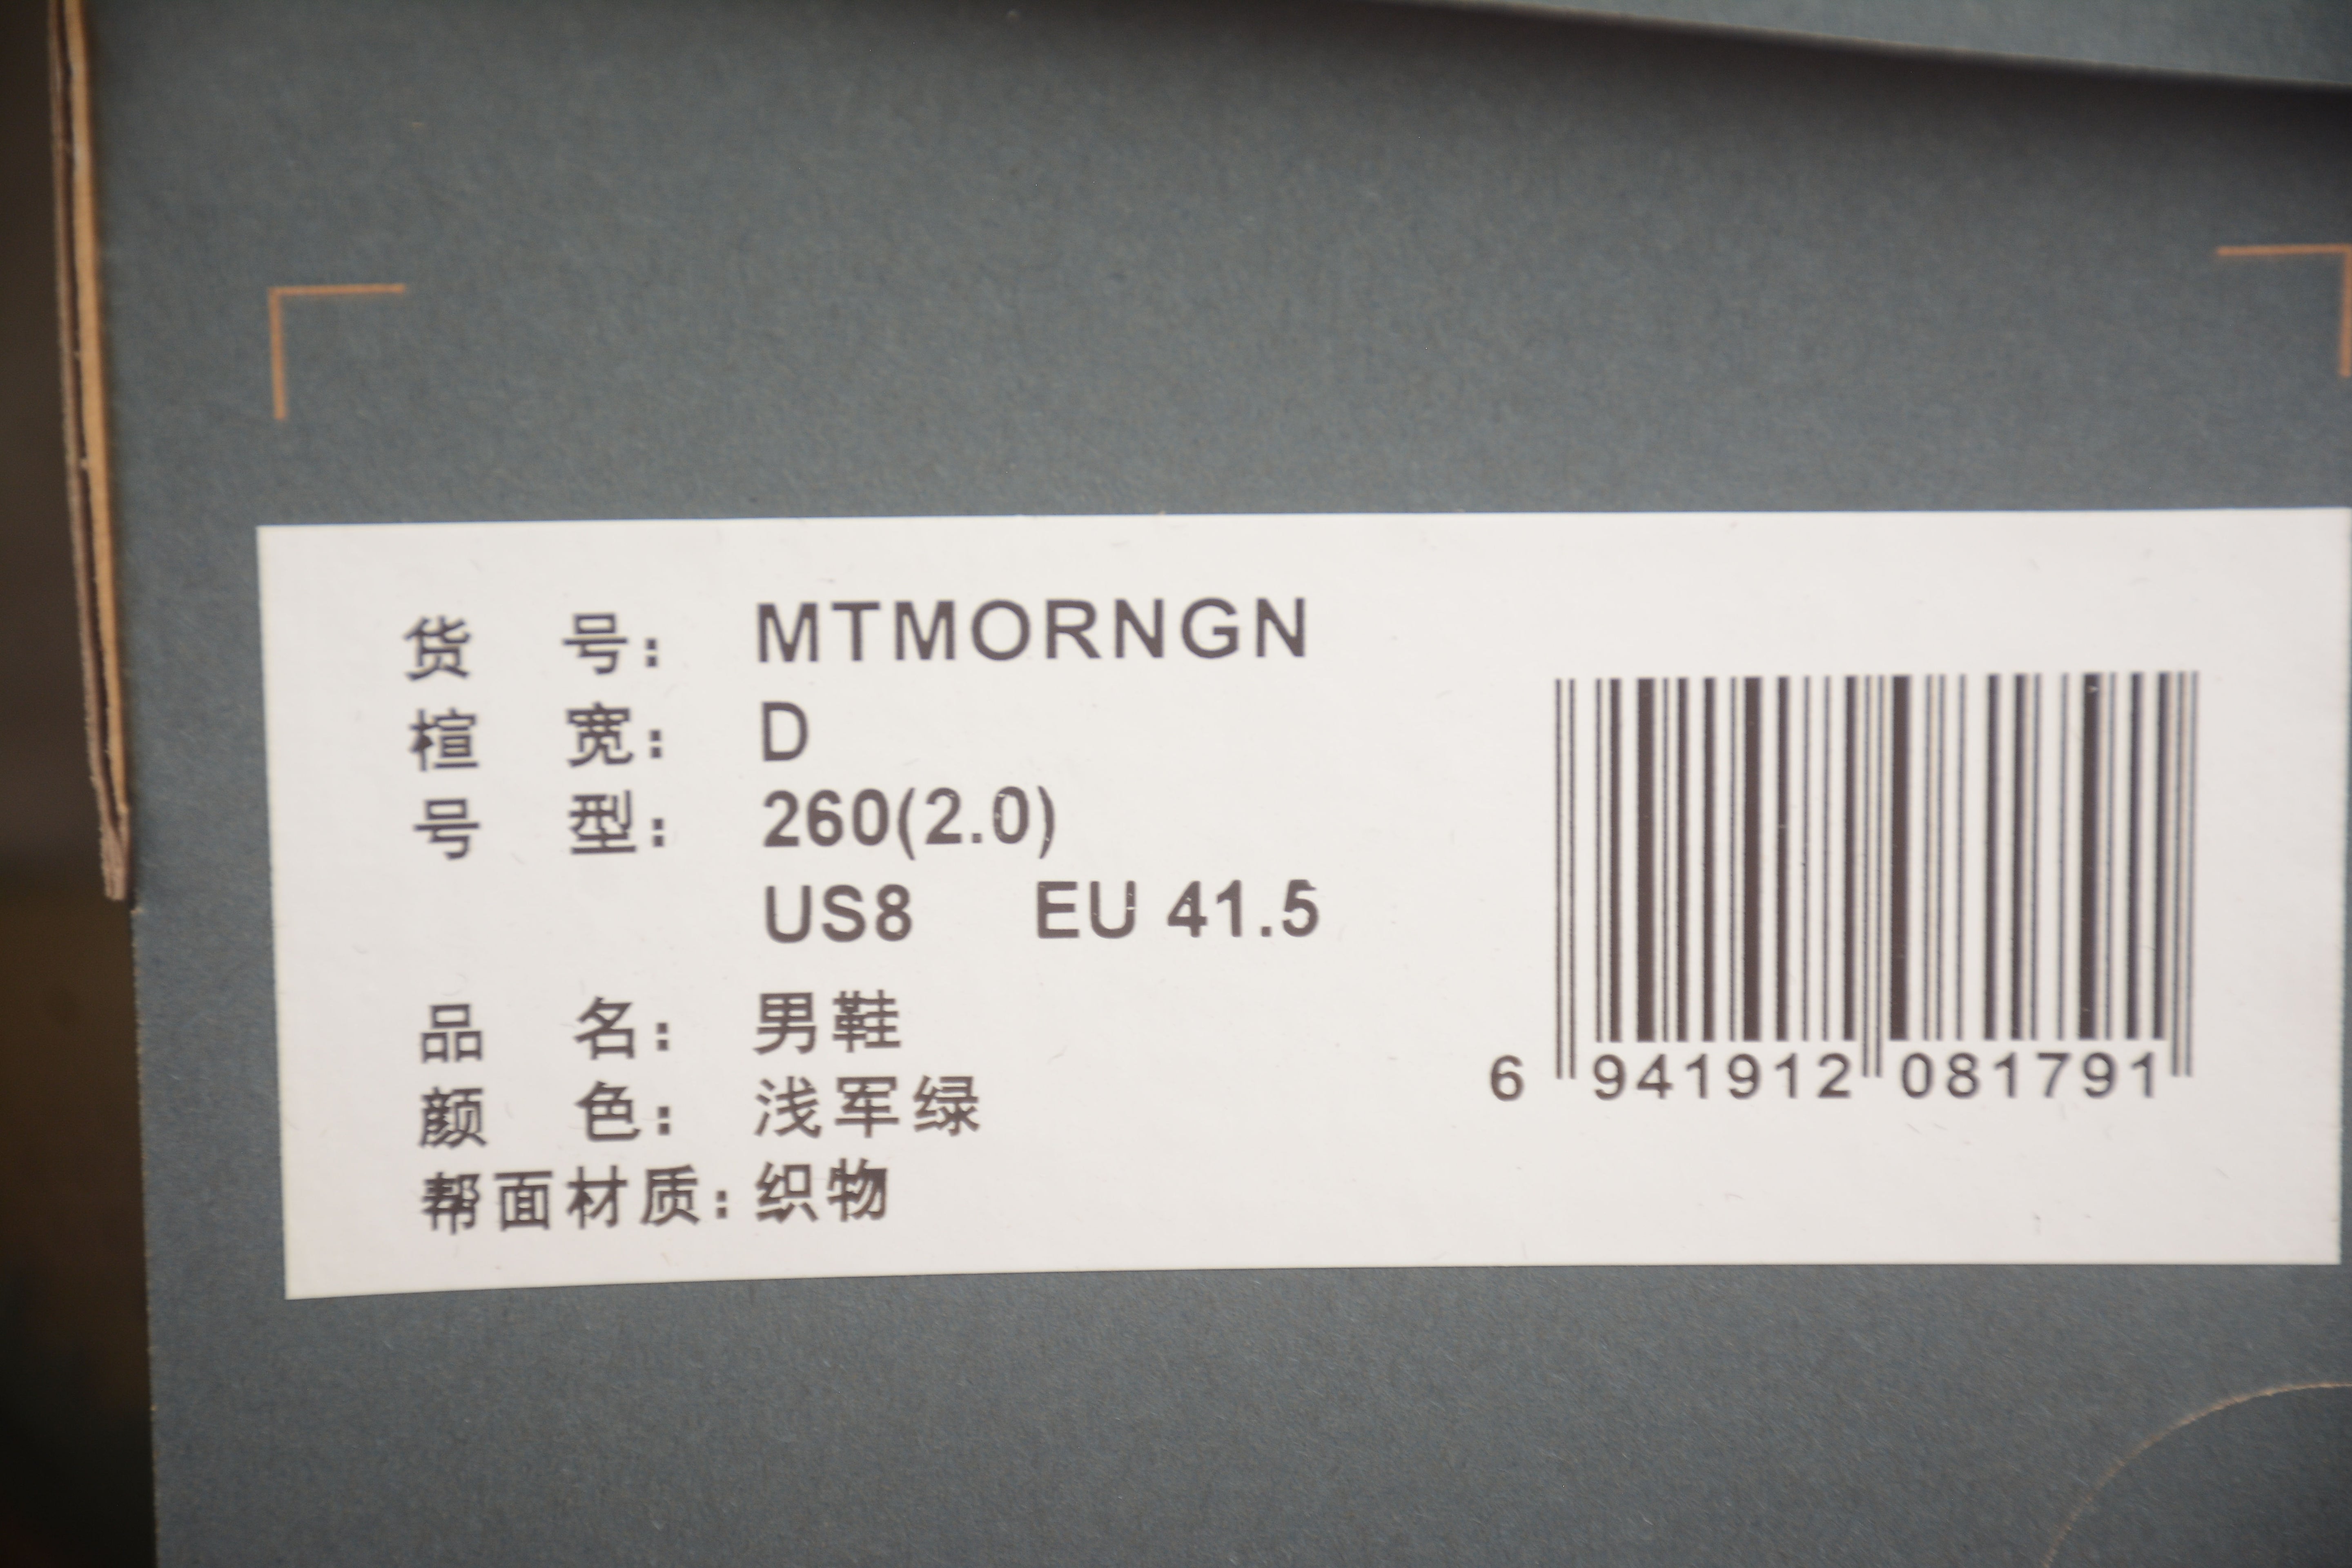 货 号: MTMORNGN
楦 宽: D
号 型: 260(2.0)
US8 EU 41.5
品 名: 男鞋
颜 色: 浅军绿
帮面材质: 织物
6 941912 081791